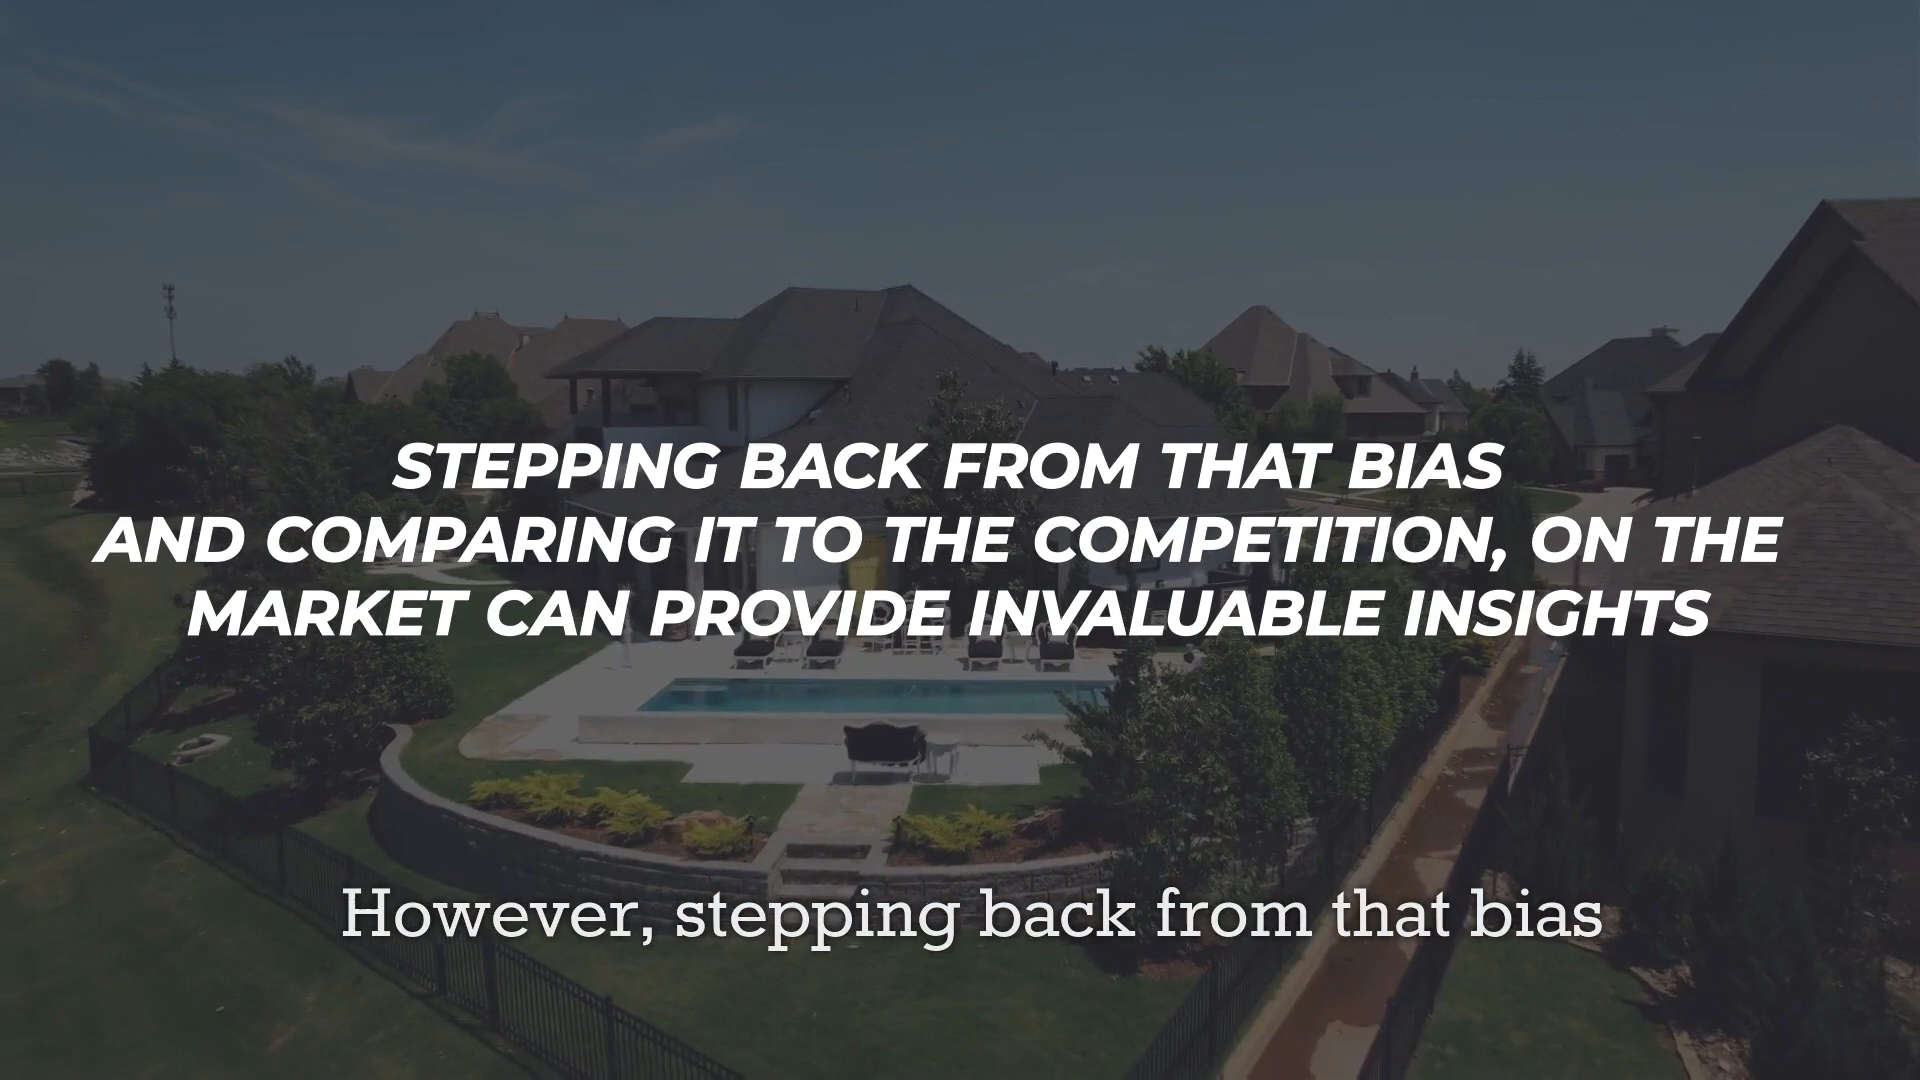 STEPPING BACK FROM THAT BIAS
AND COMPARING IT TO THE COMPETITION, ON THE
MARKET CAN PROVIDE INVALUABLE INSIGHTS
However, stepping back from that bias